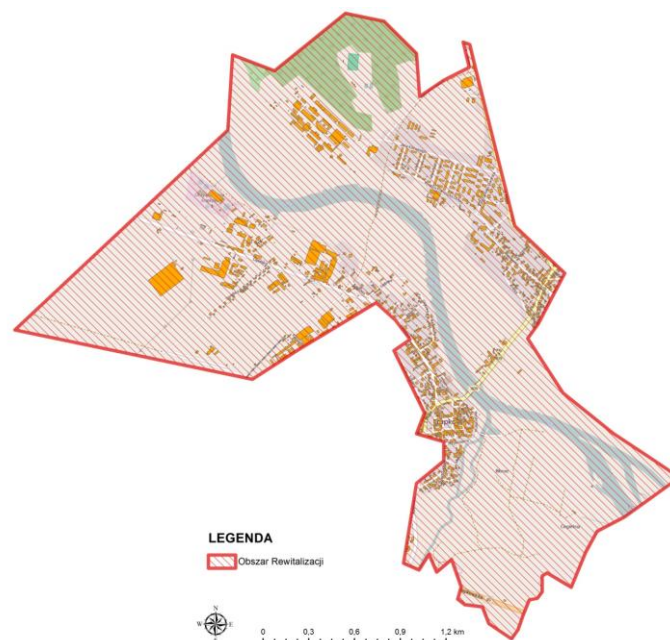 LEGENDA
Obszar Rewitalizacji
N
W E
S
0 0,3 0,6 0,9 1,2 km